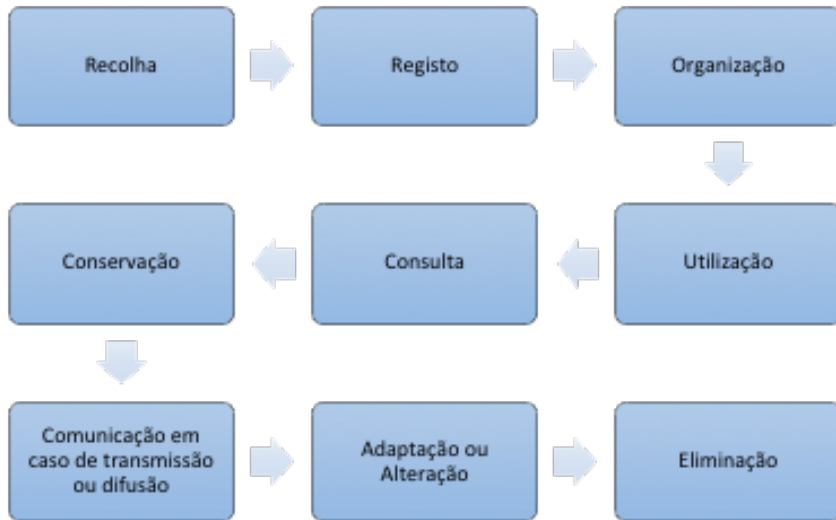 Recolha
Registo
Organização
Utilização
Consulta
Conservação
Comunicação em
caso de transmissão
ou difusão
Adaptação ou
Alteração
Eliminação